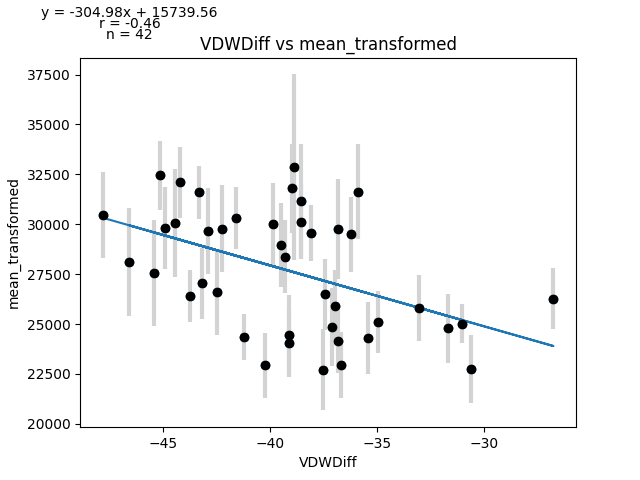 y = -304.98x + 15739.56
r = -0.46
n = 42
VDWDiff vs mean_transformed
37500
35000
32500
30000
27500
25000
22500
20000
mean_transformed
−45
−40
−35
−30
VDWDiff